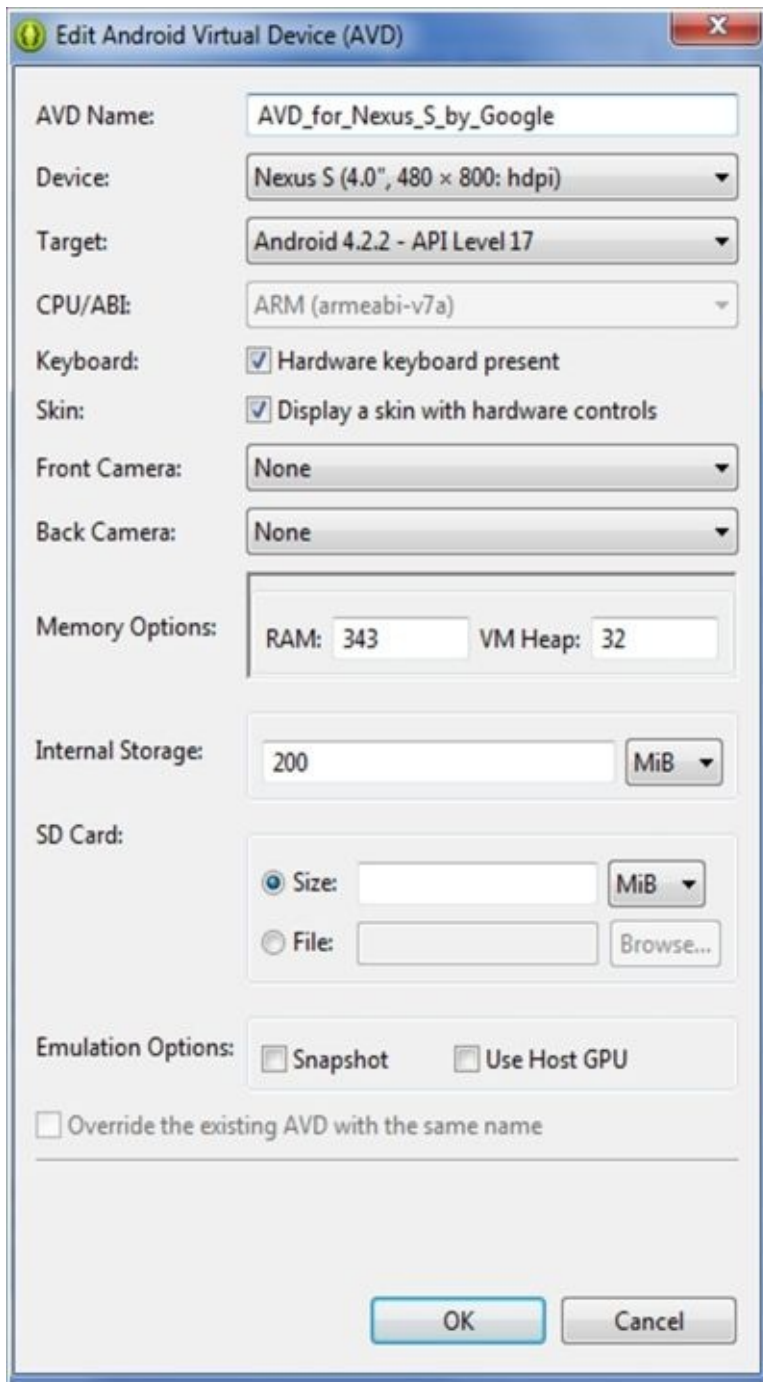 Edit Android Virtual Device (AVD)
AVD Name: AVD_for_Nexus_S_by_Google
Device: Nexus S (4.0", 480 × 800: hdpi)
Target: Android 4.2.2 - API Level 17
CPU/ABI: ARM (armeabi-v7a)
Keyboard: Hardware keyboard present
Skin: Display a skin with hardware controls
Front Camera: None
Back Camera: None
Memory Options: RAM: 343 VM Heap: 32
Internal Storage: 200 MiB
SD Card:
Size: MiB
File: Browse...
Emulation Options: Snapshot Use Host GPU
Override the existing AVD with the same name
OK Cancel